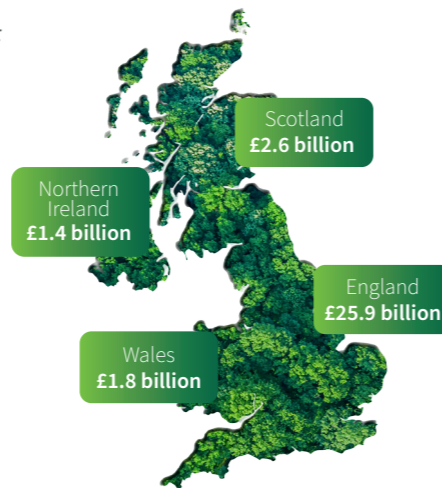 Scotland
£2.6 billion
Northern
Ireland
£1.4 billion
England
£25.9 billion
Wales
£1.8 billion